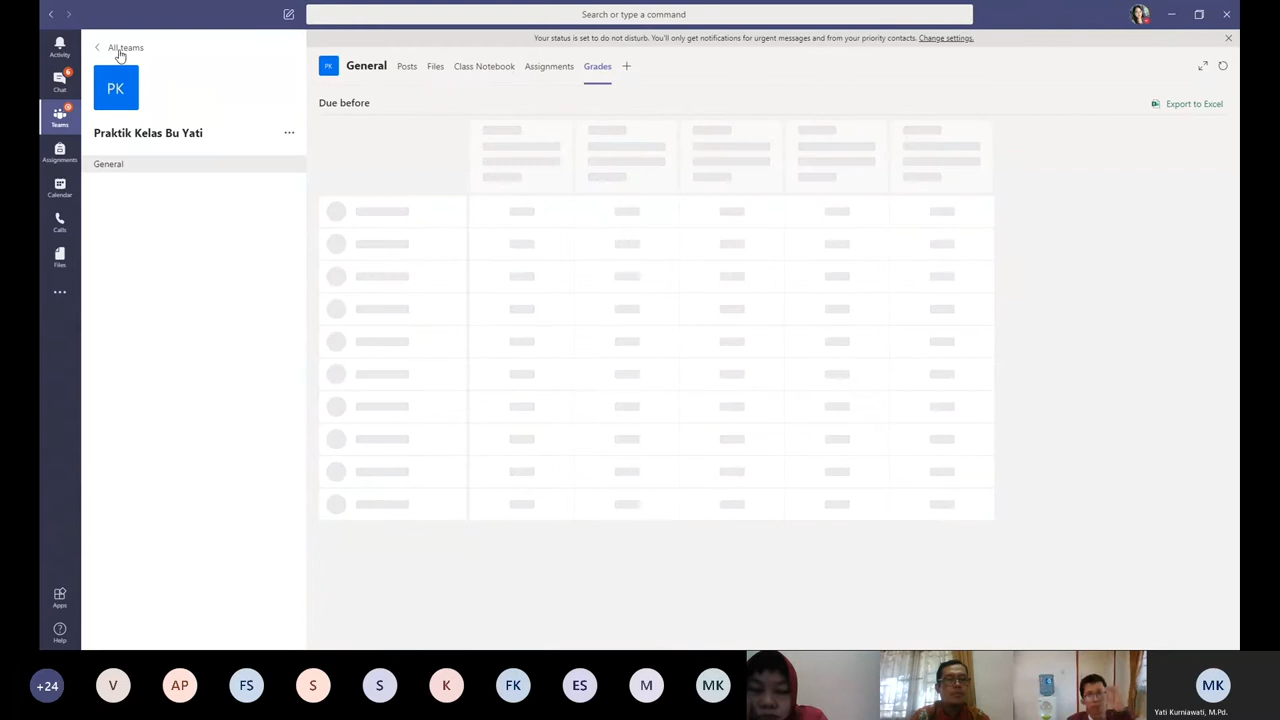 Search or type a command
Your status is set to do not disturb. You'll only get notifications for urgent messages and from your priority contacts. Change settings.
Activity
6
Chat
Teams
Assignments
Calendar
Calls
Files
Apps
Help
All teams
PK
Praktik Kelas Bu Yati
General
PK
General
Posts
Files
Class Notebook
Assignments
Grades
Due before
Export to Excel
+24
V
AP
FS
S
S
K
FK
ES
M
MK
MK
Yati Kurniawati, M.Pd.